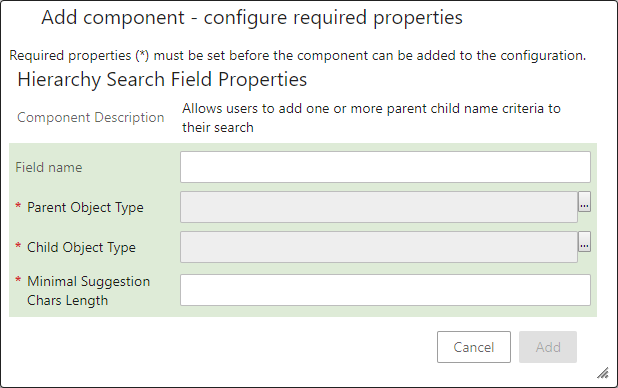 Add component - configure required properties
Required properties (*) must be set before the component can be added to the configuration.
Hierarchy Search Field Properties
Component Description
Allows users to add one or more parent child name criteria to
their search
Field name
* Parent Object Type
...
* Child Object Type
...
* Minimal Suggestion
Chars Length
Cancel
Add